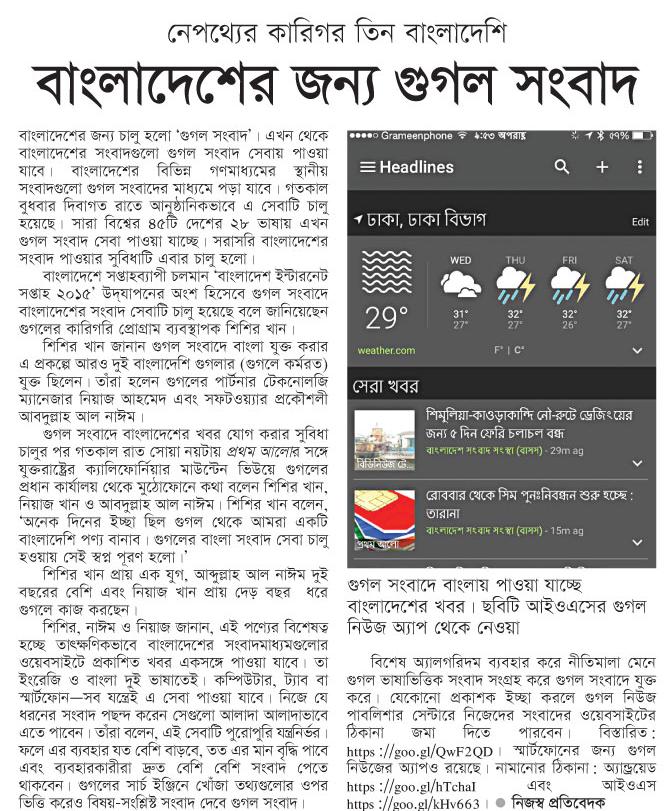 নেপথ্যের কারিগর তিন বাংলাদেশি
বাংলাদেশের জন্য গুগল সংবাদ
বাংলাদেশের জন্য চালু হলো ‘গুগল সংবাদ’। এখন থেকে
বাংলাদেশের সংবাদগুলো গুগল সংবাদ সেবায় পাওয়া
যাবে। বাংলাদেশের বিভিন্ন গণমাধ্যমের স্থানীয়
সংবাদগুলো গুগল সংবাদের মাধ্যমে পড়া যাবে। গতকাল
বুধবার দিবাগত রাতে আনুষ্ঠানিকভাবে এ সেবাটি চালু
হয়েছে। সারা বিশ্বের ৪৫টি দেশের ২৮ ভাষায় এখন
গুগল সংবাদ সেবা পাওয়া যাচ্ছে। সরাসরি বাংলাদেশের
সংবাদ পাওয়ার সুবিধাটি এবার চালু হলো।
বাংলাদেশে সপ্তাহব্যাপী চলমান ‘বাংলাদেশ ইন্টারনেট
সপ্তাহ ২০১৫’ উদ্‌যাপনের অংশ হিসেবে গুগল সংবাদে
বাংলাদেশের সংবাদ সেবাটি চালু হয়েছে বলে জানিয়েছেন
গুগলের কারিগরি প্রোগ্রাম ব্যবস্থাপক শিশির খান।
শিশির খান জানান গুগল সংবাদে বাংলা যুক্ত করার
এ প্রকল্পে আরও দুই বাংলাদেশি গুগলার (গুগলে কর্মরত)
যুক্ত ছিলেন। তাঁরা হলেন গুগলের পার্টনার টেকনোলজি
ম্যানেজার নিয়াজ আহমেদ এবং সফটওয়্যার প্রকৌশলী
আবদুল্লাহ আল নাঈম।
গুগল সংবাদে বাংলাদেশের খবর যোগ করার সুবিধা
চালুর পর গতকাল রাত সোয়া নয়টায় প্রথম আলোর সঙ্গে
যুক্তরাষ্ট্রের ক্যালিফোর্নিয়ার মাউন্টেন ভিউয়ে গুগলের
প্রধান কার্যালয় থেকে মুঠোফোনে কথা বলেন শিশির খান,
নিয়াজ খান ও আবদুল্লাহ আল নাঈম। শিশির খান বলেন,
‘অনেক দিনের ইচ্ছা ছিল গুগল থেকে আমরা একটি
বাংলাদেশি পণ্য বানাব। গুগলের বাংলা সংবাদ সেবা চালু
হওয়ায় সেই স্বপ্ন পূরণ হলো।’
শিশির খান প্রায় এক যুগ, আব্দুল্লাহ আল নাঈম দুই
বছরের বেশি এবং নিয়াজ খান প্রায় দেড় বছর ধরে
গুগলে কাজ করছেন।
শিশির, নাঈম ও নিয়াজ জানান, এই পণ্যের বিশেষত্ব
হচ্ছে তাৎক্ষণিকভাবে বাংলাদেশের সংবাদমাধ্যমগুলোর
ওয়েবসাইটে প্রকাশিত খবর একসঙ্গে পাওয়া যাবে। তা
ইংরেজি ও বাংলা দুই ভাষাতেই। কম্পিউটার, ট্যাব বা
স্মার্টফোন—সব যন্ত্রেই এ সেবা পাওয়া যাবে। নিজে যে
ধরনের সংবাদ পছন্দ করেন সেগুলো আলাদা আলাদাভাবে
এতে পাবেন। তাঁরা বলেন, এই সেবাটি পুরোপুরি যন্ত্রনির্ভর।
ফলে এর ব্যবহার যত বেশি বাড়বে, তত এর মান বৃদ্ধি পাবে
এবং ব্যবহারকারীরা দ্রুত বেশি বেশি সংবাদ পেতে
থাকবেন। গুগলের সার্চ ইঞ্জিনে খোঁজা তথ্যগুলোর ওপর
ভিত্তি করেও বিষয়-সংশ্লিষ্ট সংবাদ দেবে গুগল সংবাদ।
Grameenphone ৪:৫৩ অপরাহ্ণ ৫৭%
Headlines
ঢাকা, ঢাকা বিভাগ Edit
WED THU FRI SAT
29° 31° 32° 32° 32°
27° 27° 26° 27°
weather.com F° | C°
সেরা খবর
শিমুলিয়া-কাওড়াকান্দি নৌ-রুটে ড্রেজিংয়ের
জন্য ৫ দিন ফেরি চলাচল বন্ধ
বাংলাদেশ সংবাদ সংস্থা (বাসস) - 29m ag
বিডিনিউজ টে...
রোববার থেকে সিম পুনঃনিবন্ধন শুরু হচ্ছে :
তারানা
বাংলাদেশ সংবাদ সংস্থা (বাসস) - 15m ag
প্রথম আলো
গুগল সংবাদে বাংলায় পাওয়া যাচ্ছে
বাংলাদেশের খবর। ছবিটি আইওএসের গুগল
নিউজ অ্যাপ থেকে নেওয়া
বিশেষ অ্যালগরিদম ব্যবহার করে নীতিমালা মেনে
গুগল ভাষাভিত্তিক সংবাদ সংগ্রহ করে গুগল সংবাদে যুক্ত
করে। যেকোনো প্রকাশক ইচ্ছা করলে গুগল নিউজ
পাবলিশার সেন্টারে নিজেদের সংবাদের ওয়েবসাইটের
ঠিকানা জমা দিতে পারবেন। বিস্তারিত:
https://goo.gl/QwF2QD। স্মার্টফোনের জন্য গুগল
নিউজের অ্যাপও রয়েছে। নামানোর ঠিকানা: অ্যান্ড্রয়েড
https://goo.gl/hTchaI এবং আইওএস
https://goo.gl/kHv663 ● নিজস্ব প্রতিবেদক